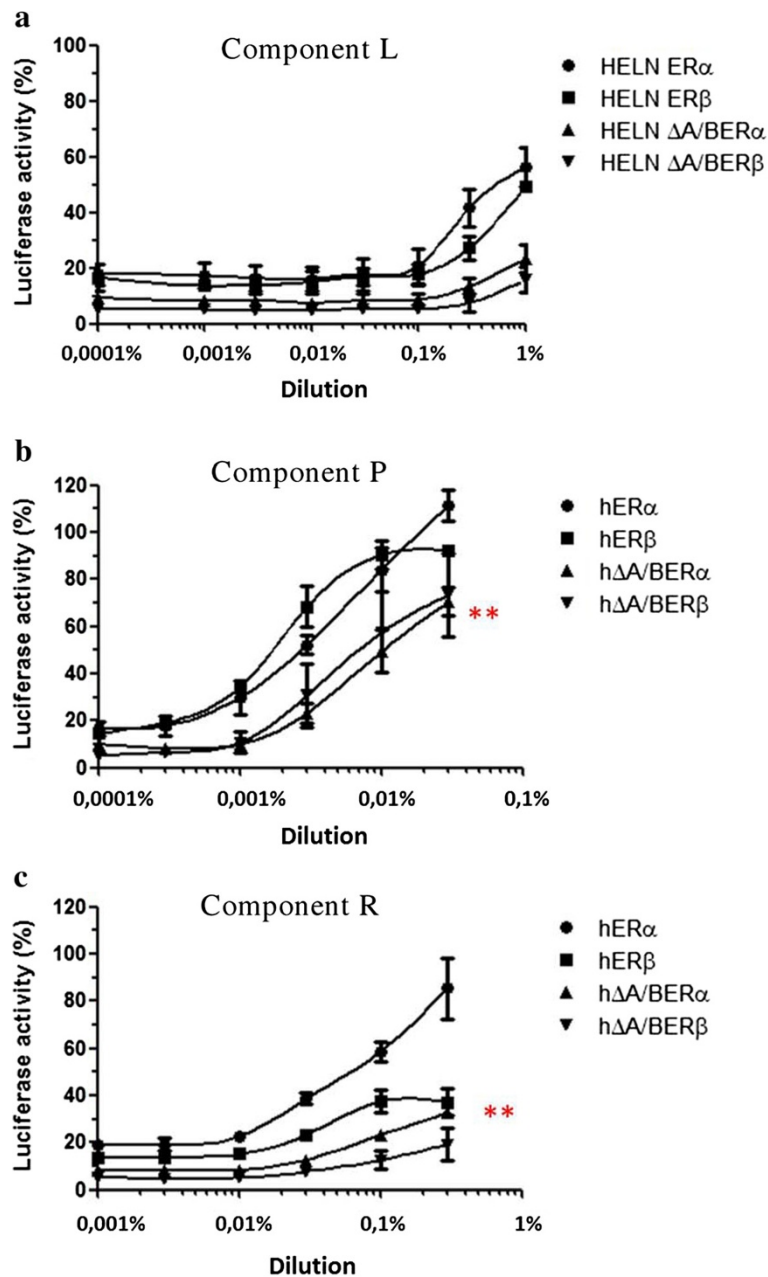 a
Component L
Luciferase activity (%)
100
80
60
40
20
0
0,0001%
0,001%
0,01%
0,1%
1%
Dilution
HELN ERα
HELN ERβ
HELN ΔA/BERα
HELN ΔA/BERβ
b
Component P
Luciferase activity (%)
120
100
80
60
40
20
0
0,0001%
0,001%
0,01%
0,1%
Dilution
hERα
hERβ
hΔA/BERα
hΔA/BERβ
**
c
Component R
Luciferase activity (%)
120
100
80
60
40
20
0
0,001%
0,01%
0,1%
1%
Dilution
hERα
hERβ
hΔA/BERα
hΔA/BERβ
**